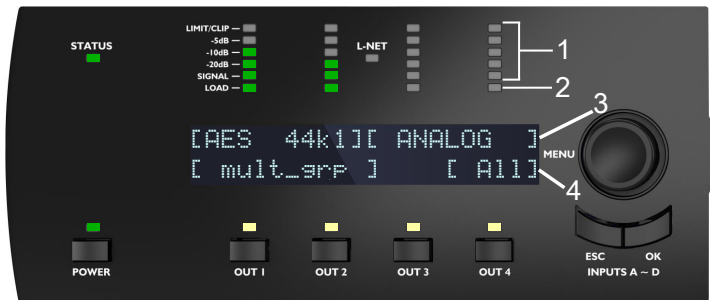 STATUS
LIMIT/CLIP
-5dB
-10dB
-20dB
SIGNAL
LOAD
L-NET
1
2
3
[AES 44k1][ ANALOG ]
MENU
[ mult_grp ] [ All]
4
POWER
OUT 1
OUT 2
OUT 3
OUT 4
ESC OK
INPUTS A ~ D